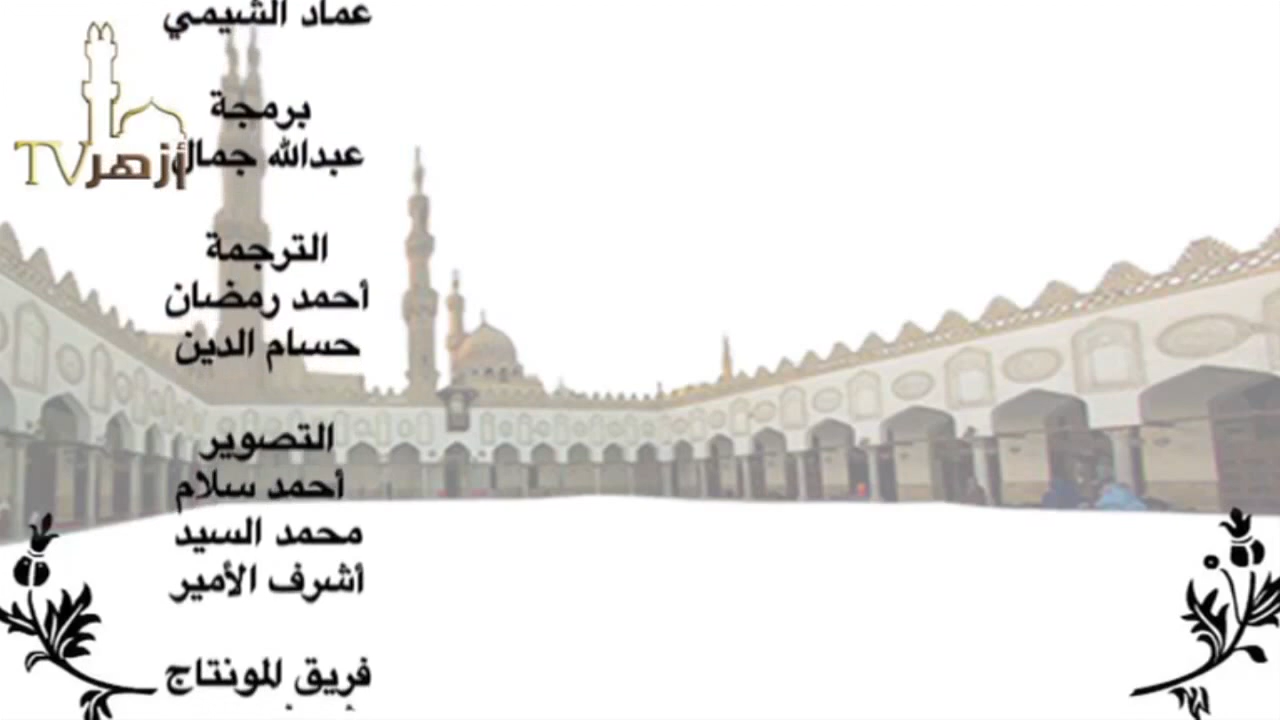 عماد الشيمي
برمجة
عبدالله جمال
أزهر TV
الترجمة
أحمد رمضان
حسام الدين
التصوير
أحمد سلام
محمد السيد
أشرف الأمير
فريق المونتاج